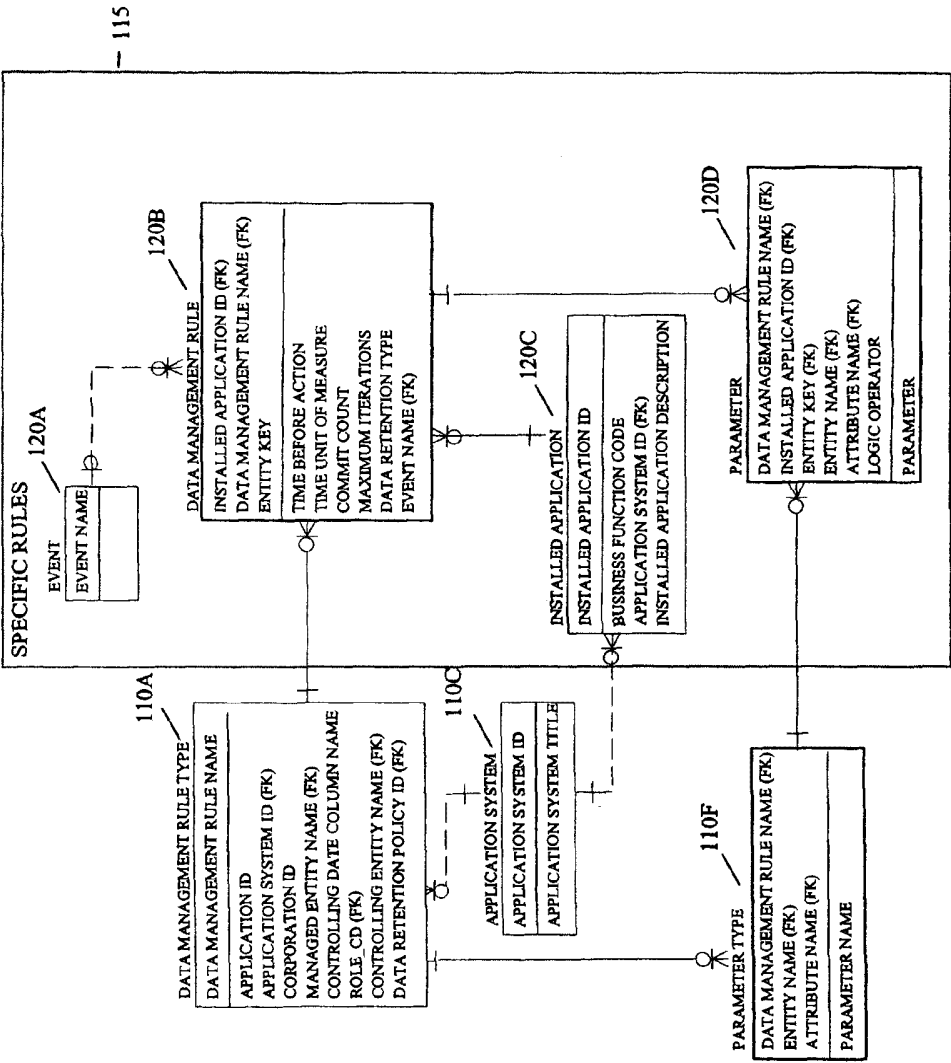 SPECIFIC RULES
115
120A
EVENT
EVENT NAME
120B
DATA MANAGEMENT RULE
INSTALLED APPLICATION ID (FK)
DATA MANAGEMENT RULE NAME (FK)
ENTITY KEY
TIME BEFORE ACTION
TIME UNIT OF MEASURE
COMMIT COUNT
MAXIMUM ITERATIONS
DATA RETENTION TYPE
EVENT NAME (FK)
120C
INSTALLED APPLICATION
INSTALLED APPLICATION ID
BUSINESS FUNCTION CODE
APPLICATION SYSTEM ID (FK)
INSTALLED APPLICATION DESCRIPTION
120D
PARAMETER
DATA MANAGEMENT RULE NAME (FK)
INSTALLED APPLICATION ID (FK)
ENTITY KEY (FK)
ENTITY NAME (FK)
ATTRIBUTE NAME (FK)
LOGIC OPERATOR
PARAMETER
110A
DATA MANAGEMENT RULE TYPE
DATA MANAGEMENT RULE NAME
APPLICATION ID
APPLICATION SYSTEM ID (FK)
CORPORATION ID
MANAGED ENTITY NAME (FK)
CONTROLLING DATE COLUMN NAME
ROLE_CD (FK)
CONTROLLING ENTITY NAME (FK)
DATA RETENTION POLICY ID (FK)
110C
APPLICATION SYSTEM
APPLICATION SYSTEM ID
APPLICATION SYSTEM TITLE
110F
PARAMETER TYPE
DATA MANAGEMENT RULE NAME (FK)
ENTITY NAME (FK)
ATTRIBUTE NAME (FK)
PARAMETER NAME